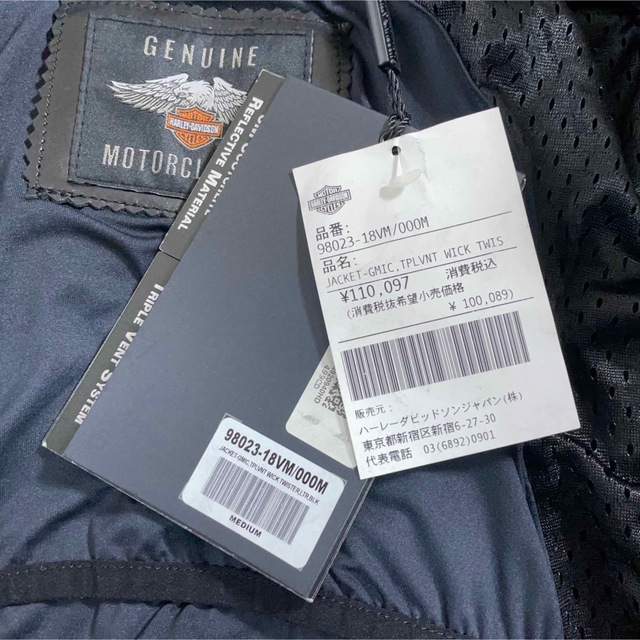 GENUINE
HARLEY-DAVIDSON
REFLECTIVE MATERIAL
TRIPLE VENT SYSTEM
品番:
98023-18VM/000M
品名:
JACKET-GMIC,TPLVNT WICK TWIS
¥110,097 消費税込
(消費税抜希望小売価格
¥ 100,089)
販売元:
ハーレーダビッドソンジャパン(株)
東京都新宿区新宿6-27-30
代表電話 03(6892)0901
98023-18VM/000M
JACKET-GMIC,TPLVNT WICK TWISTER,LTR,BLK
MEDIUM